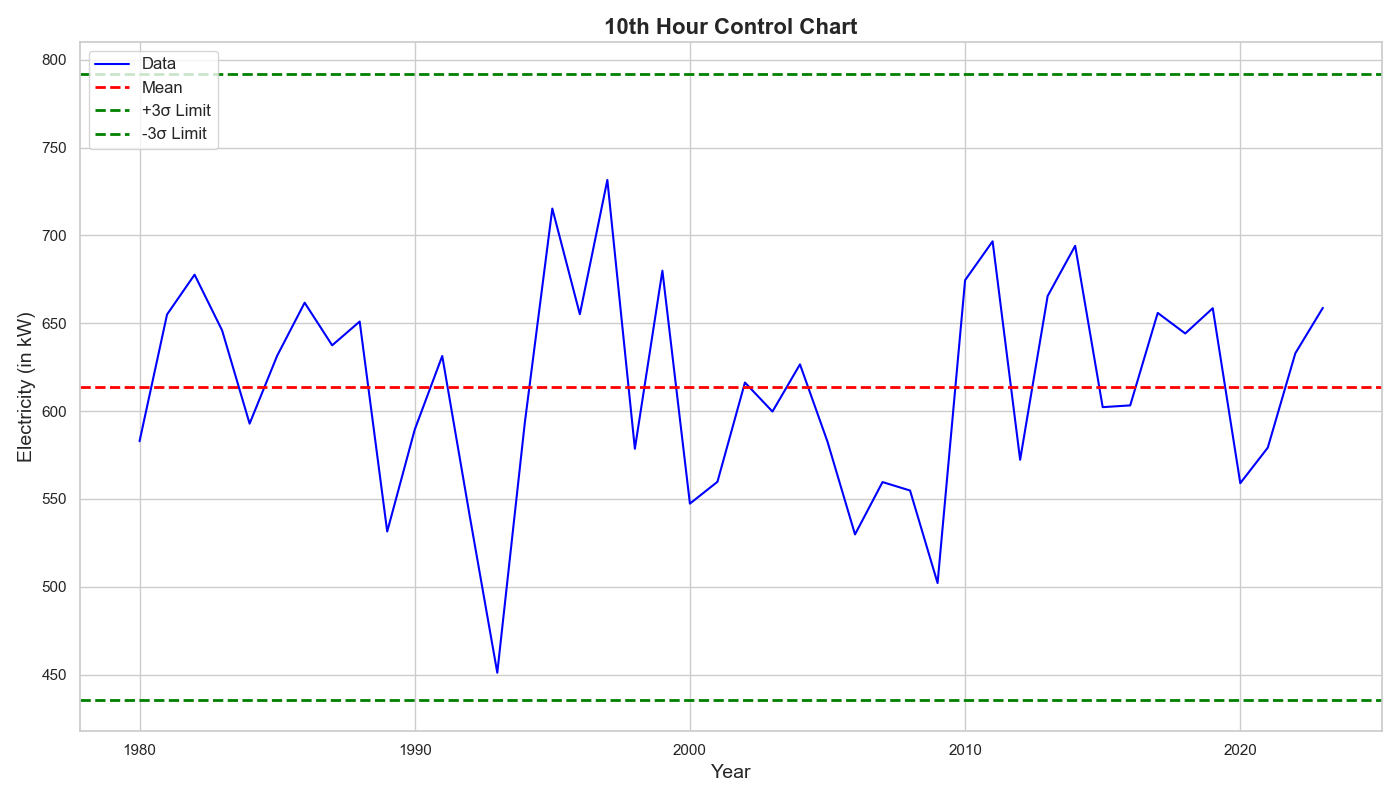 10th Hour Control Chart
800
750
700
650
600
550
500
450
Electricity (in kW)
Data
Mean
+3σ Limit
-3σ Limit
1980
1990
2000
2010
2020
Year